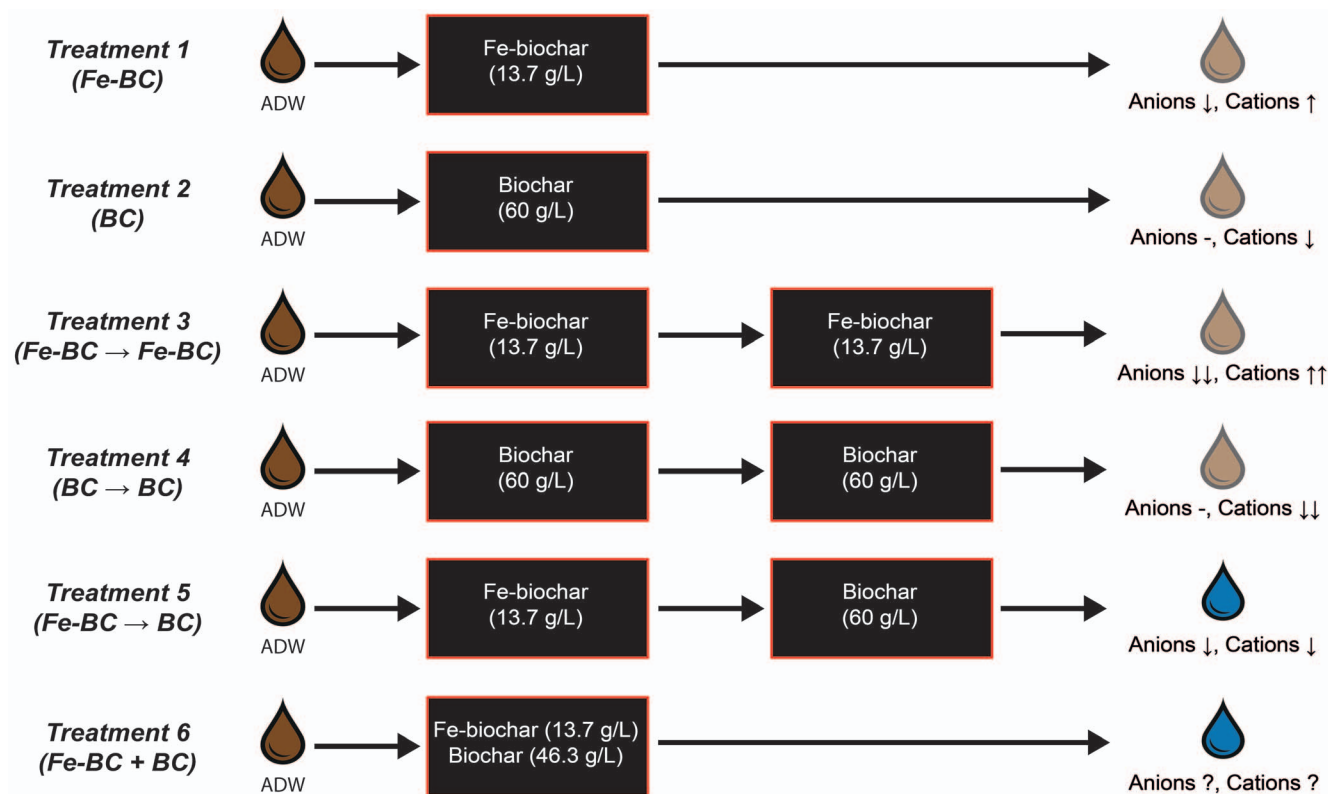 Treatment 1
(Fe-BC)
ADW
Fe-biochar
(13.7 g/L)
Anions ↓, Cations ↑
Treatment 2
(BC)
ADW
Biochar
(60 g/L)
Anions -, Cations ↓
Treatment 3
(Fe-BC → Fe-BC)
ADW
Fe-biochar
(13.7 g/L)
Fe-biochar
(13.7 g/L)
Anions ↓↓, Cations ↑↑
Treatment 4
(BC → BC)
ADW
Biochar
(60 g/L)
Biochar
(60 g/L)
Anions -, Cations ↓↓
Treatment 5
(Fe-BC → BC)
ADW
Fe-biochar
(13.7 g/L)
Biochar
(60 g/L)
Anions ↓, Cations ↓
Treatment 6
(Fe-BC + BC)
ADW
Fe-biochar (13.7 g/L)
Biochar (46.3 g/L)
Anions ?, Cations ?